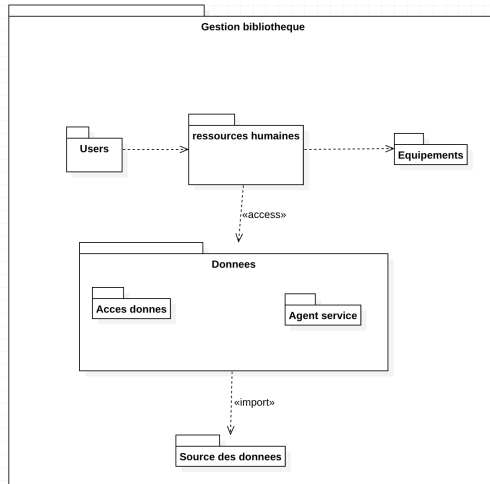 Gestion bibliotheque
ressources humaines
Users
Equipements
«access»
Donnees
Acces donnes
Agent service
«import»
Source des donnees